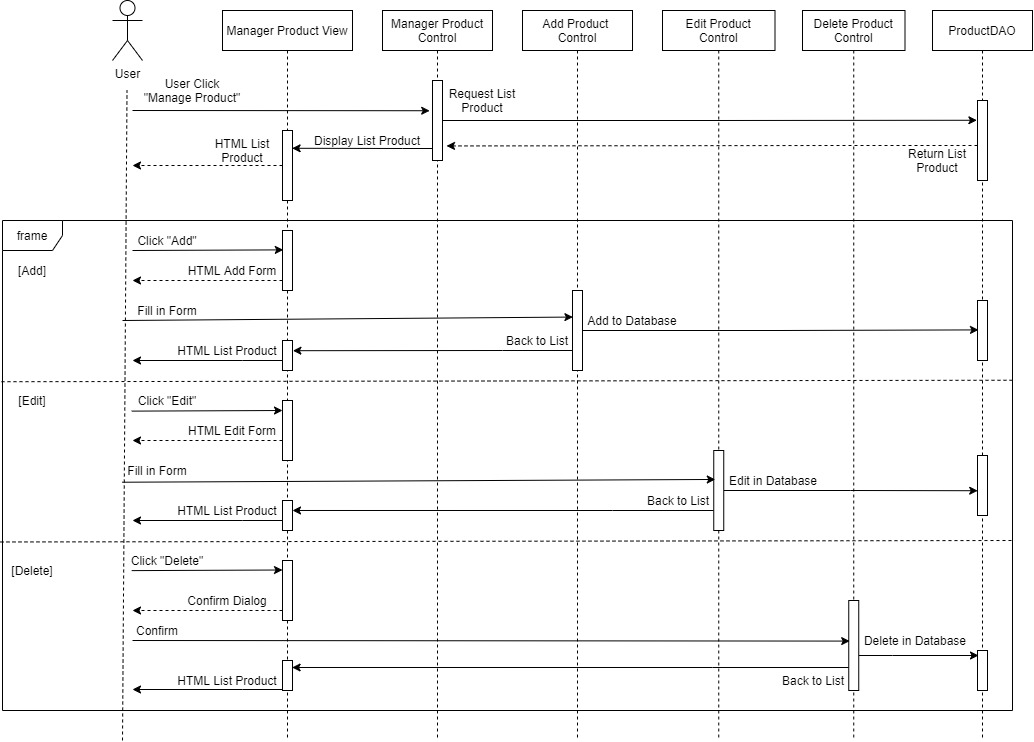 User
Manager Product View
Manager Product
Control
Add Product
Control
Edit Product
Control
Delete Product
Control
ProductDAO
User Click
"Manage Product"
Request List
Product
HTML List
Product
Display List Product
Return List
Product
frame
[Add]
Click "Add"
HTML Add Form
Fill in Form
Add to Database
Back to List
HTML List Product
[Edit]
Click "Edit"
HTML Edit Form
Fill in Form
Edit in Database
Back to List
HTML List Product
[Delete]
Click "Delete"
Confirm Dialog
Confirm
Delete in Database
Back to List
HTML List Product